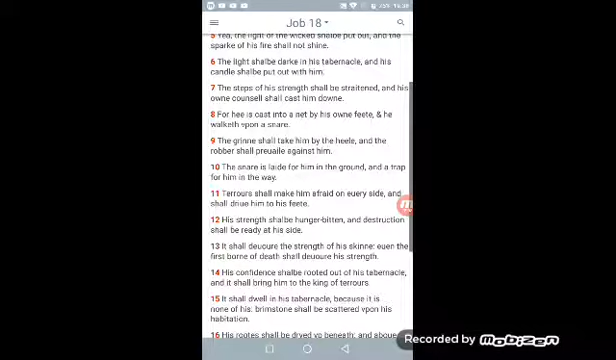 75% 16:39
Job 18
5 Yea, the light of the wicked shalbe put out, and the
sparke of his fire shall not shine.
6 The light shalbe darke in his tabernacle, and his
candle shalbe put out with him.
7 The steps of his strength shall be straitened, and his
owne counsell shall cast him downe.
8 For hee is cast into a net by his owne feete, & he
walketh vpon a snare.
9 The grinne shall take him by the heele, and the
robber shall preuaile against him.
10 The snare is laide for him in the ground, and a trap
for him in the way.
11 Terrours shall make him afraid on euery side, and
shall driue him to his feete.
12 His strength shalbe hunger-bitten, and destruction
shall be ready at his side.
13 It shall deuoure the strength of his skinne: euen the
first borne of death shall deuoure his strength.
14 His confidence shalbe rooted out of his tabernacle,
and it shall bring him to the king of terrours.
15 It shall dwell in his tabernacle, because it is
none of his: brimstone shall be scattered vpon his
habitation.
16 His rootes shall be dryed vp beneath: and aboue
Recorded by mobizen